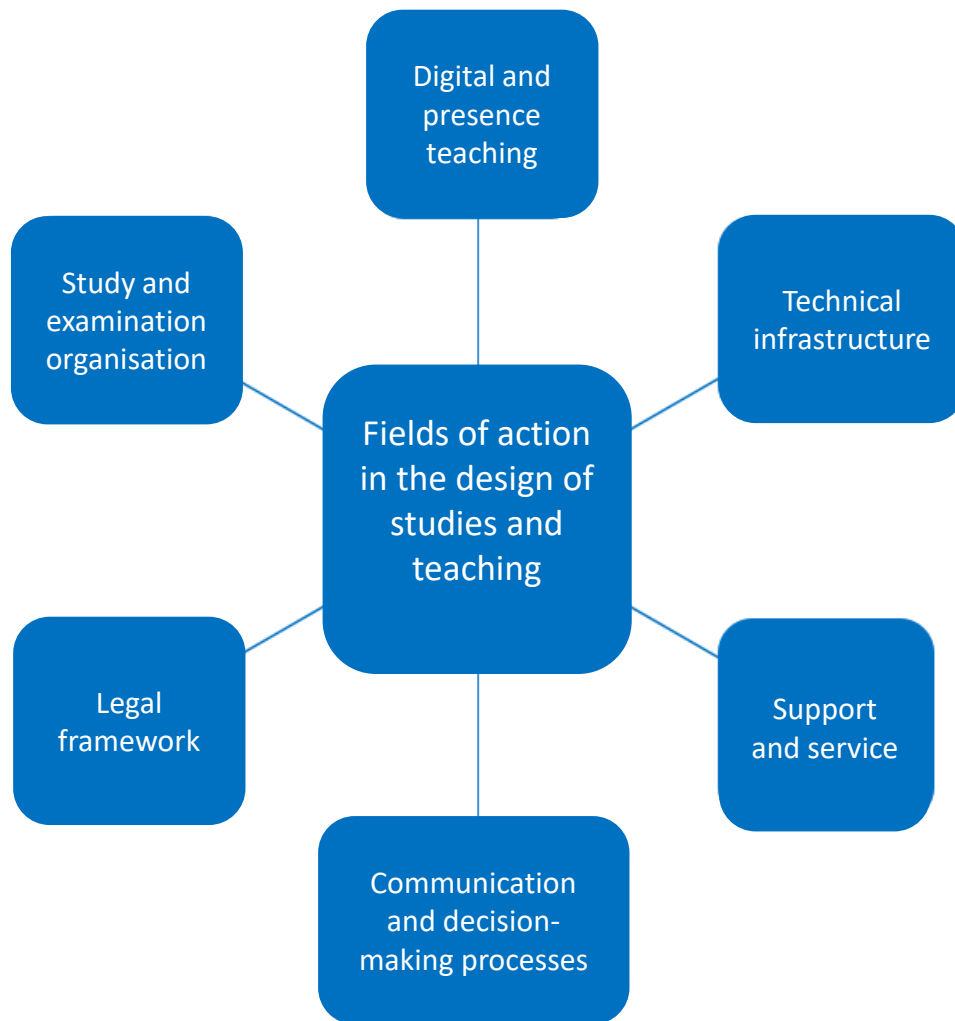 Digital and
presence
teaching
Study and
examination
organisation
Technical
infrastructure
Fields of action
in the design of
studies and
teaching
Legal
framework
Support
and service
Communication
and decision-
making processes